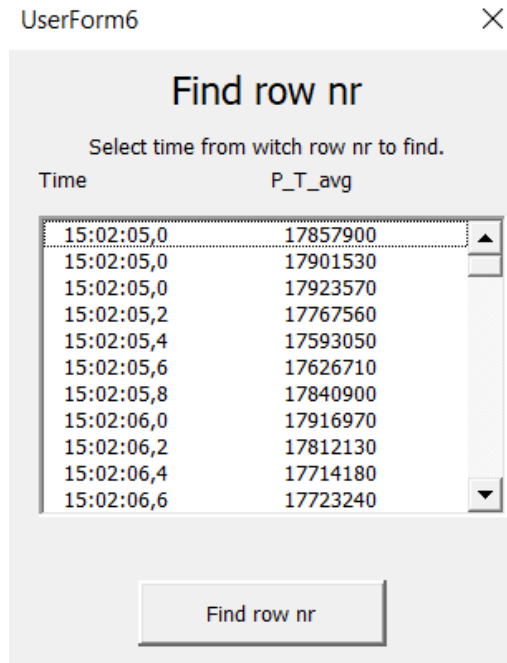 UserForm6
Find row nr
Select time from witch row nr to find.
Time P_T_avg
15:02:05,0 17857900
15:02:05,0 17901530
15:02:05,0 17923570
15:02:05,2 17767560
15:02:05,4 17593050
15:02:05,6 17626710
15:02:05,8 17840900
15:02:06,0 17916970
15:02:06,2 17812130
15:02:06,4 17714180
15:02:06,6 17723240
Find row nr